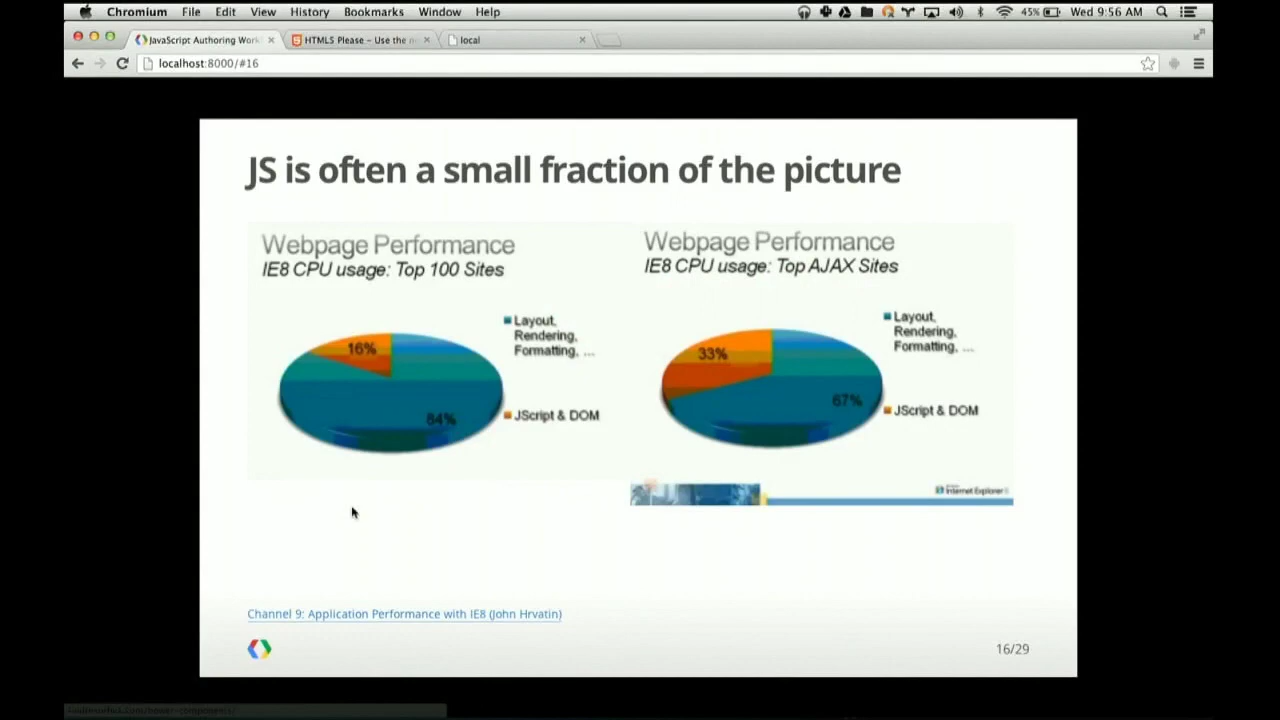 Chromium File Edit View History Bookmarks Window Help 45% Wed 9:56 AM
JavaScript Authoring Work
HTML5 Please - Use the
local
localhost:8000/#16
JS is often a small fraction of the picture
Webpage Performance
IE8 CPU usage: Top 100 Sites
16%
84%
Layout,
Rendering,
Formatting, ...
JScript & DOM
Webpage Performance
IE8 CPU usage: Top AJAX Sites
33%
67%
Layout,
Rendering,
Formatting, ...
JScript & DOM
Internet Explorer
Channel 9: Application Performance with IE8 (John Hrvatin)
16/29